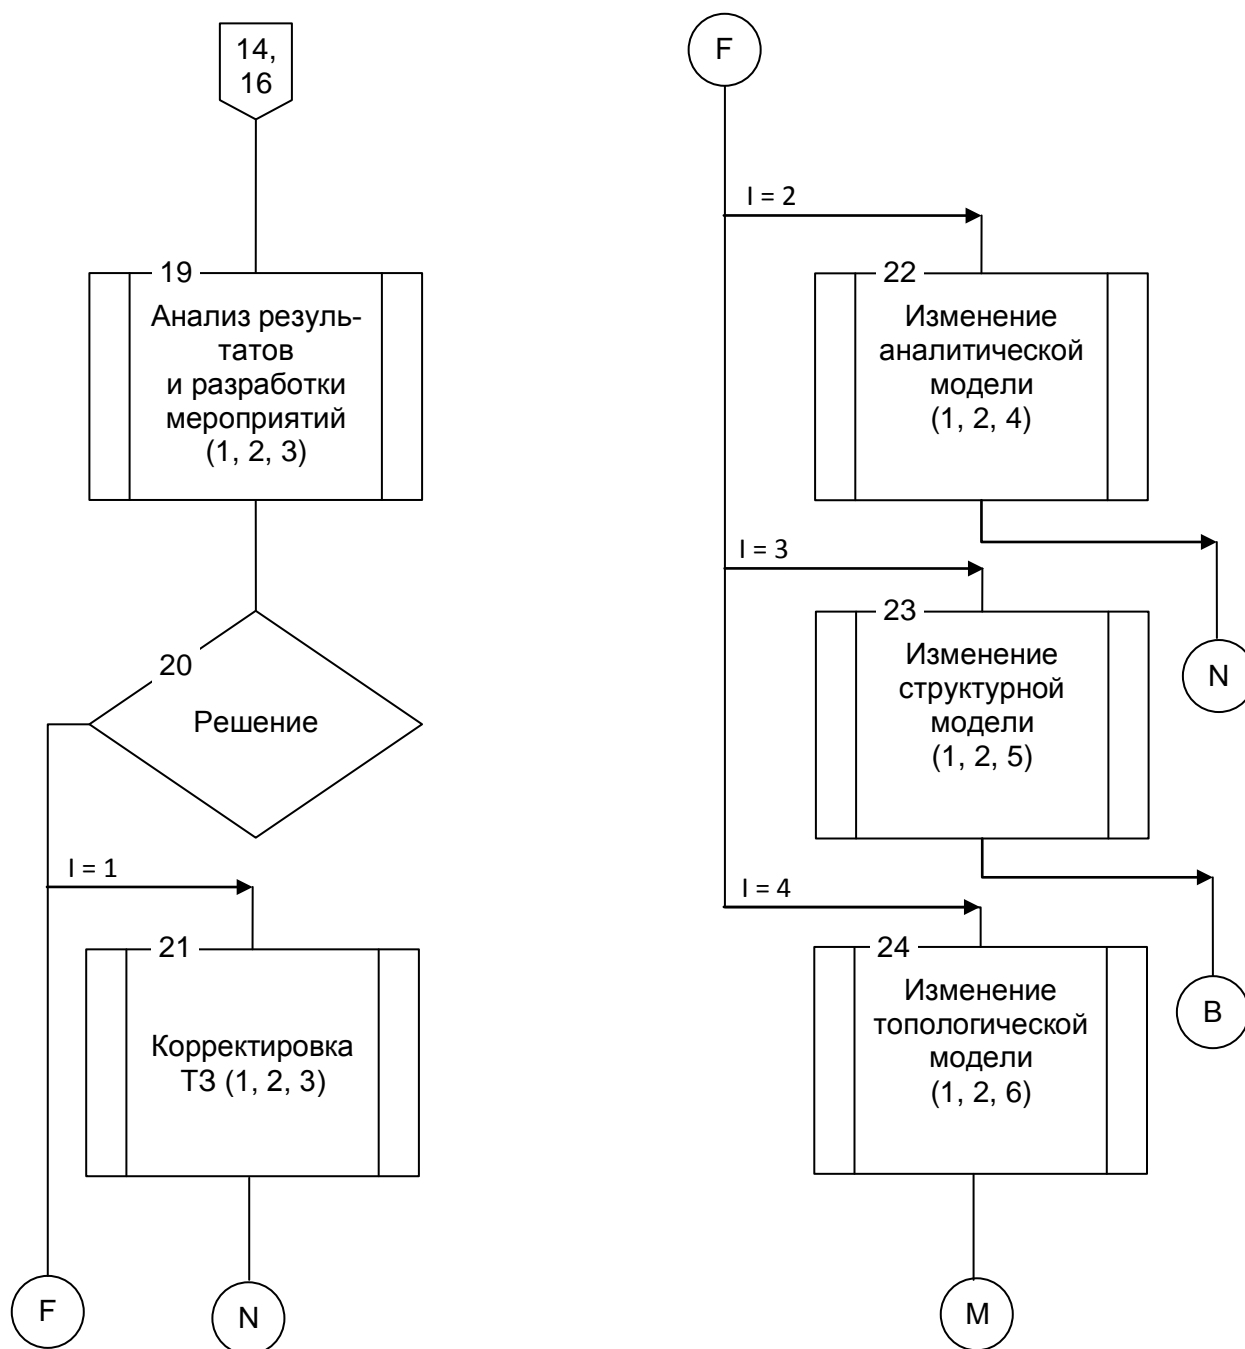 14,
16
19
Анализ резуль-
татов
и разработки
мероприятий
(1, 2, 3)
20
Решение
I = 1
21
Корректировка
ТЗ (1, 2, 3)
F
N
F
I = 2
22
Изменение
аналитической
модели
(1, 2, 4)
N
I = 3
23
Изменение
структурной
модели
(1, 2, 5)
B
I = 4
24
Изменение
топологической
модели
(1, 2, 6)
M